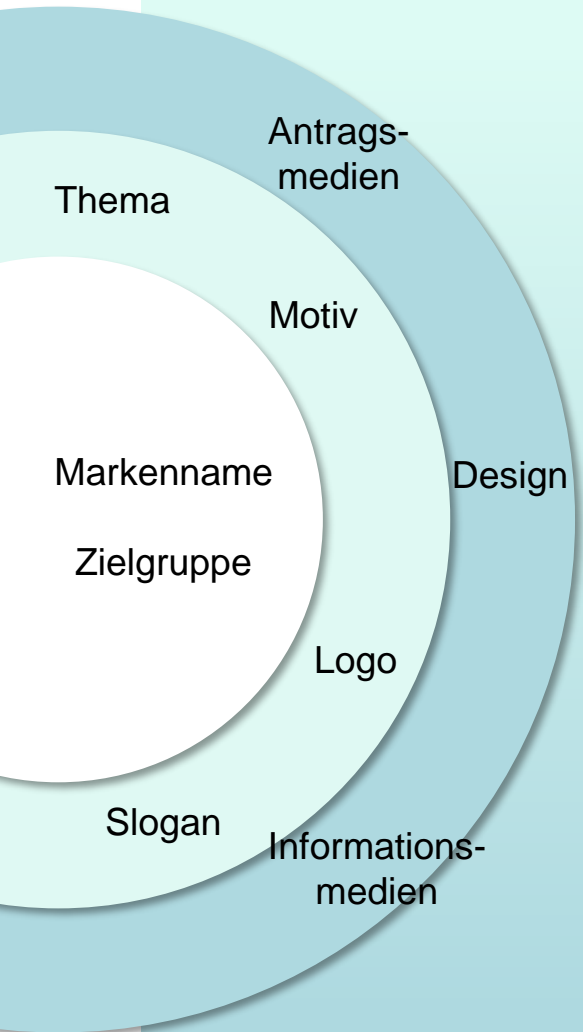 Antrags-
medien
Thema
Motiv
Markenname
Design
Zielgruppe
Logo
Slogan
Informations-
medien